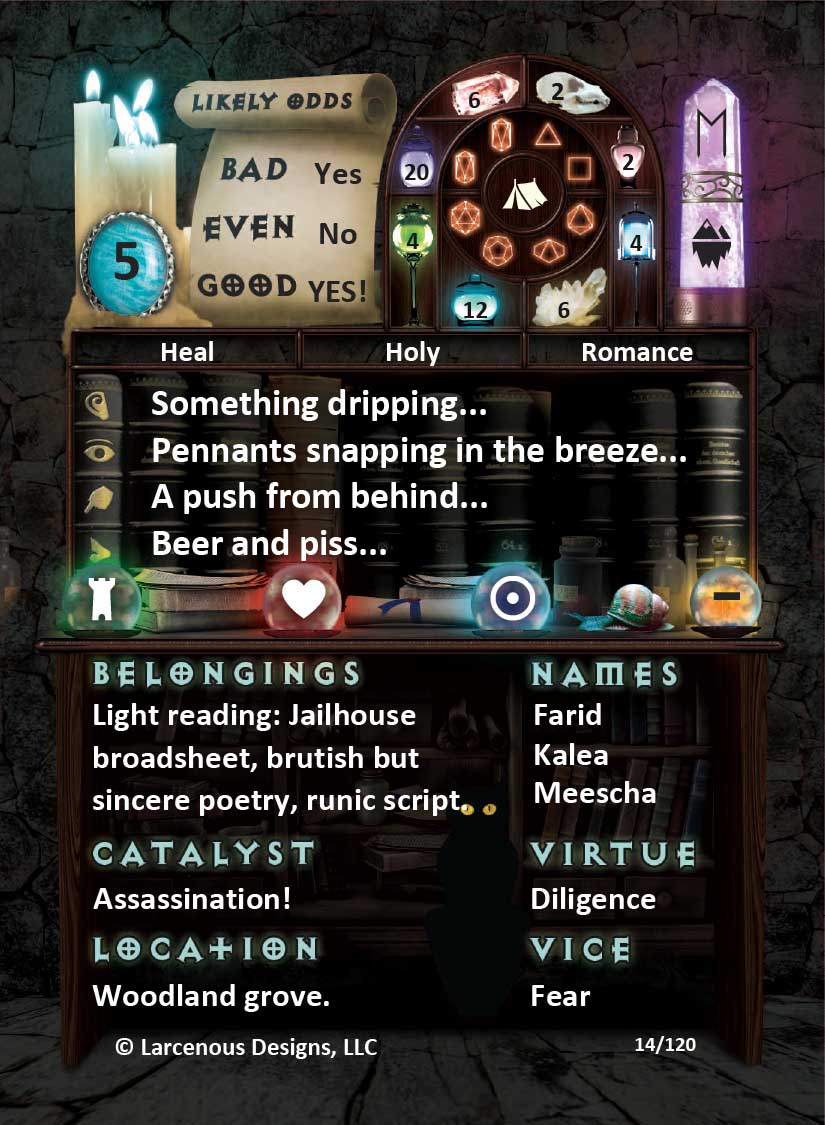 LIKELY ODDS
BAD Yes
EVEN No
GOOD YES!
5
6
2
20
2
4
4
12
6
Heal
Holy
Romance
Something dripping...
Pennants snapping in the breeze...
A push from behind...
Beer and piss...
BELONGINGS
Light reading: Jailhouse
broadsheet, brutish but
sincere poetry, runic script.
NAMES
Farid
Kalea
Meescha
CATALYST
Assassination!
VIRTUE
Diligence
LOCATION
Woodland grove.
VICE
Fear
© Larcenous Designs, LLC
14/120